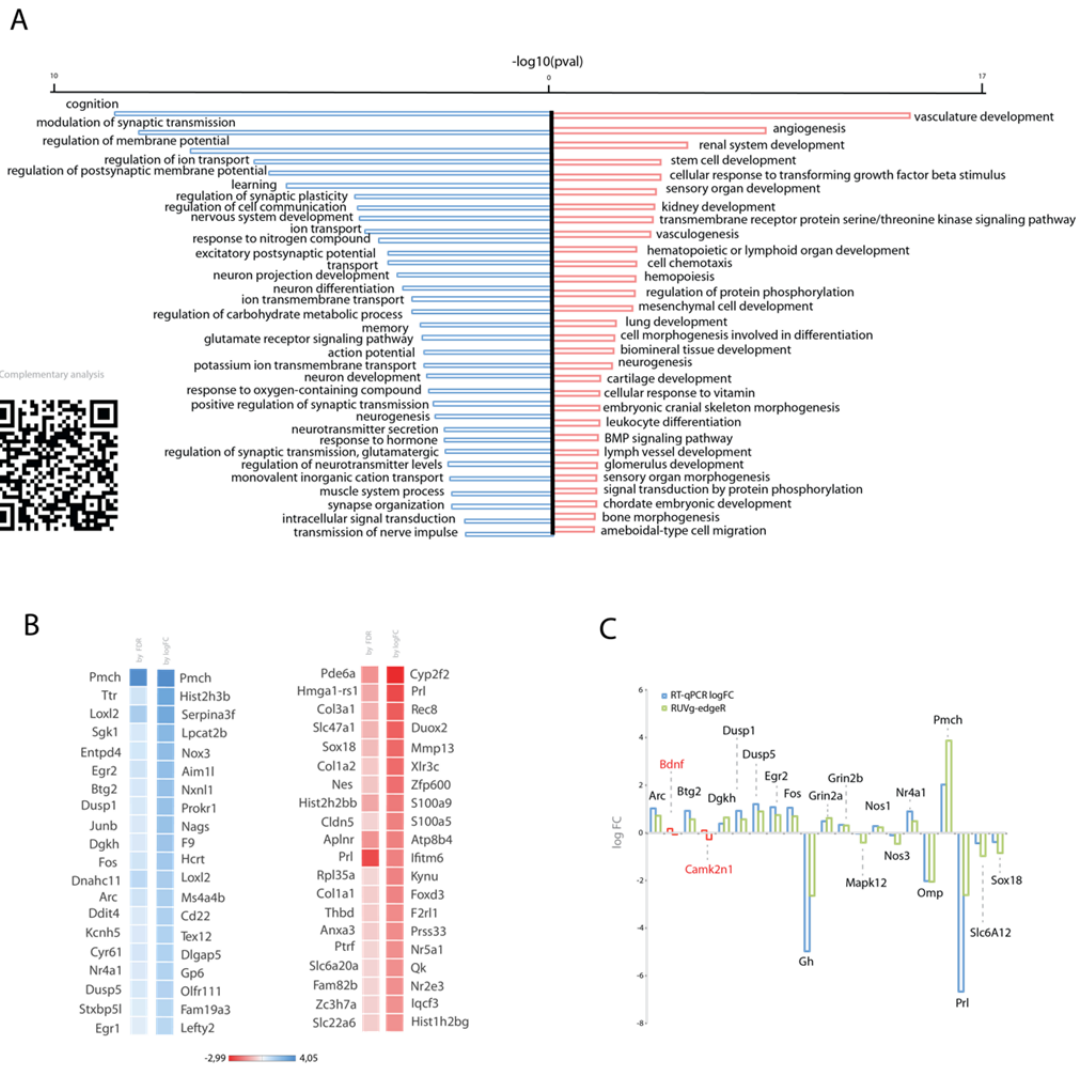 A
-log10(pval)
10
0
17
cognition
modulation of synaptic transmission
regulation of membrane potential
regulation of ion transport
regulation of postsynaptic membrane potential
learning
regulation of synaptic plasticity
regulation of cell communication
nervous system development
ion transport
response to nitrogen compound
excitatory postsynaptic potential
transport
neuron projection development
neuron differentiation
ion transmembrane transport
regulation of carbohydrate metabolic process
memory
glutamate receptor signaling pathway
action potential
potassium ion transmembrane transport
neuron development
response to oxygen-containing compound
positive regulation of synaptic transmission
neurogenesis
neurotransmitter secretion
response to hormone
regulation of synaptic transmission, glutamatergic
regulation of neurotransmitter levels
monovalent inorganic cation transport
muscle system process
synapse organization
intracellular signal transduction
transmission of nerve impulse
vasculature development
angiogenesis
renal system development
stem cell development
cellular response to transforming growth factor beta stimulus
sensory organ development
kidney development
transmembrane receptor protein serine/threonine kinase signaling pathway
vasculogenesis
hematopoietic or lymphoid organ development
cell chemotaxis
hemopoiesis
regulation of protein phosphorylation
mesenchymal cell development
lung development
cell morphogenesis involved in differentiation
biomineral tissue development
neurogenesis
cartilage development
cellular response to vitamin
embryonic cranial skeleton morphogenesis
leukocyte differentiation
BMP signaling pathway
lymph vessel development
glomerulus development
sensory organ morphogenesis
signal transduction by protein phosphorylation
chordate embryonic development
bone morphogenesis
ameboidal-type cell migration
Complementary analysis
B
by FDR
by logFC
Pmch
Ttr
Loxl2
Sgk1
Entpd4
Egr2
Btg2
Dusp1
Junb
Dgkh
Fos
Dnahc11
Arc
Ddit4
Kcnh5
Cyr61
Nr4a1
Dusp5
Stxbp5l
Egr1
Pmch
Hist2h3b
Serpina3f
Lpcat2b
Nox3
Aim1l
Nxnl1
Prokr1
Nags
F9
Hcrt
Loxl2
Ms4a4b
Cd22
Tex12
Dlgap5
Gp6
Olfr111
Fam19a3
Lefty2
by FDR
by logFC
Pde6a
Hmga1-rs1
Col3a1
Slc47a1
Sox18
Col1a2
Nes
Hist2h2bb
Cldn5
Aplnr
Prl
Rpl35a
Col1a1
Thbd
Anxa3
Ptrf
Slc6a20a
Fam82b
Zc3h7a
Slc22a6
Cyp2f2
Prl
Rec8
Duox2
Mmp13
Xlr3c
Zfp600
S100a9
S100a5
Atp8b4
Ifitm6
Kynu
Foxd3
F2rl1
Prss33
Nr5a1
Qk
Nr2e3
Iqcf3
Hist1h2bg
-2,99
4,05
C
RT-qPCR logFC
RUVg-edgeR
log FC
6
4
2
0
-2
-4
-6
-8
Arc
Bdnf
Btg2
Camk2n1
Dgkh
Dusp1
Dusp5
Egr2
Fos
Gh
Grin2a
Grin2b
Mapk12
Nos1
Nos3
Nr4a1
Omp
Pmch
Prl
Slc6A12
Sox18